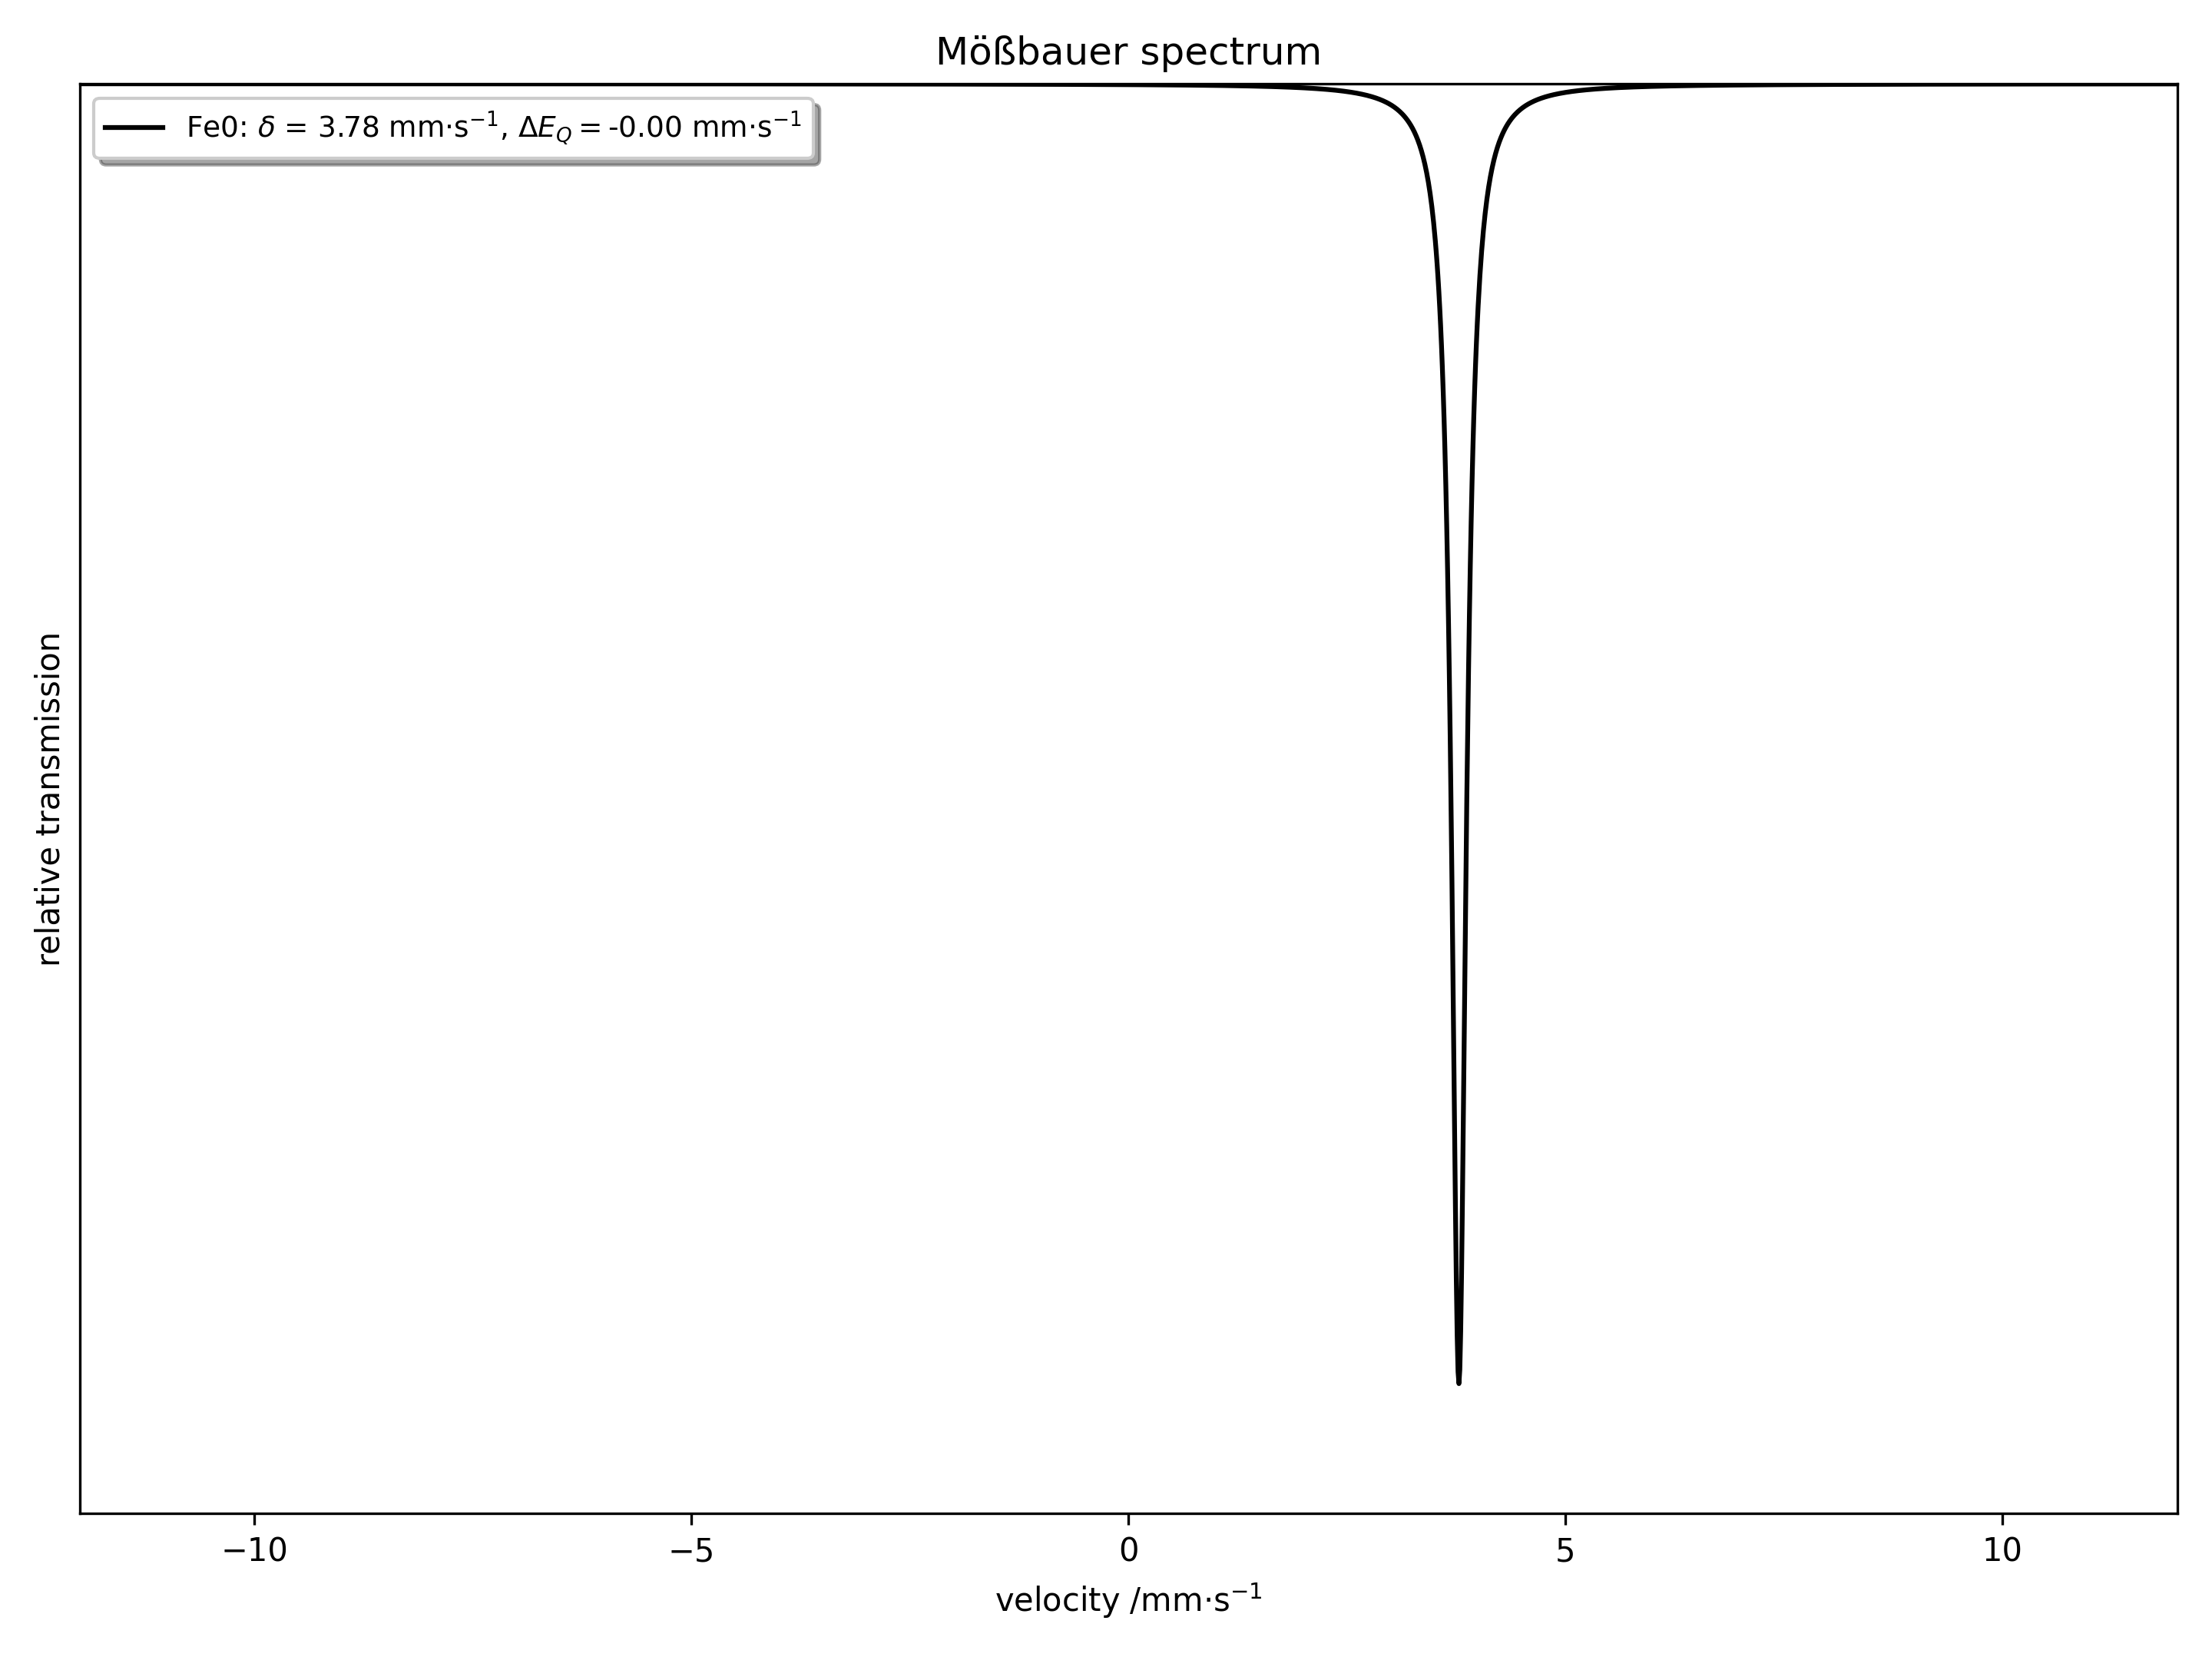 Mößbauer spectrum
Fe0: δ = 3.78 mm·s⁻¹, ΔE_Q = -0.00 mm·s⁻¹
relative transmission
−10 −5 0 5 10
velocity /mm·s⁻¹